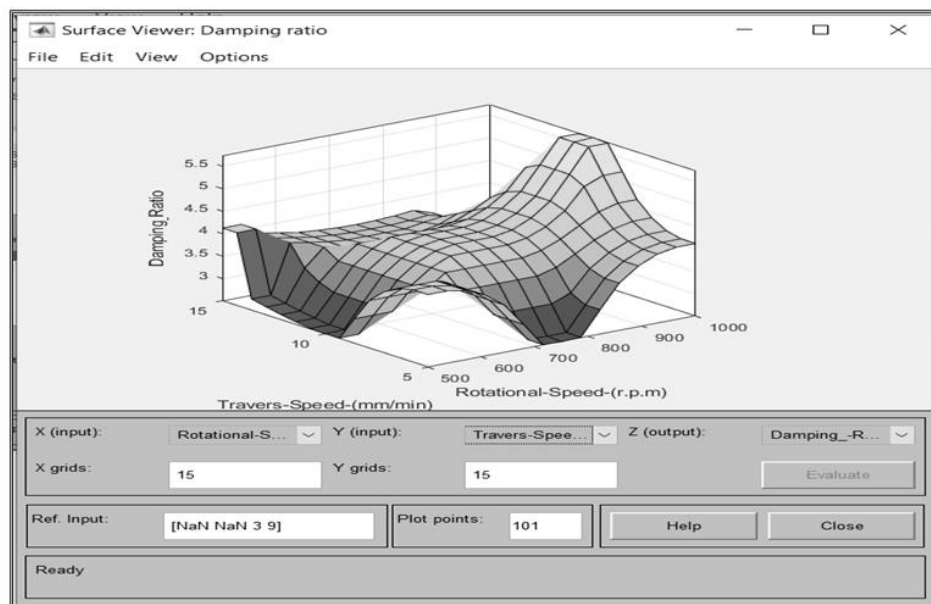 Surface Viewer: Damping ratio
File Edit View Options
5.5
5
4.5
4
3.5
3
Damping_Ratio
15
10
5
500
600
700
800
900
1000
Travers-Speed-(mm/min)
Rotational-Speed-(r.p.m)
X (input): Rotational-S... Y (input): Travers-Spee... Z (output): Damping_-R...
X grids: 15 Y grids: 15 Evaluate
Ref. Input: [NaN NaN 3 9] Plot points: 101 Help Close
Ready